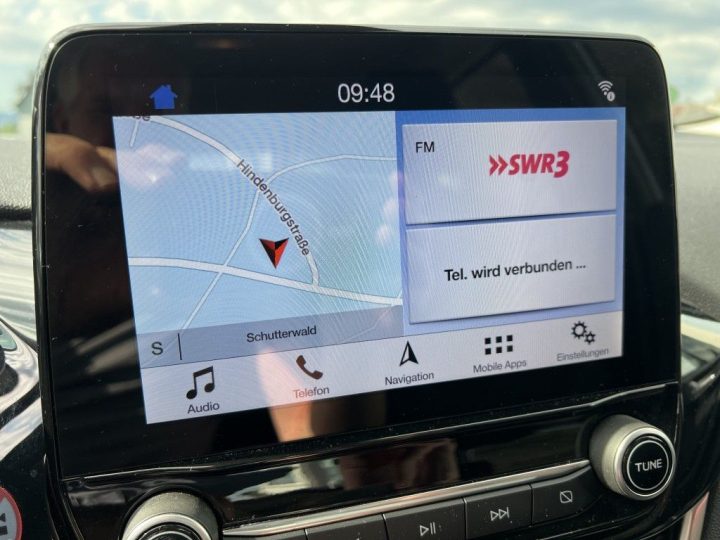 09:48
Hindenburgstraße
FM
SWR3
Tel. wird verbunden ...
S
Schutterwald
Audio
Telefon
Navigation
Mobile Apps
Einstellungen
TUNE